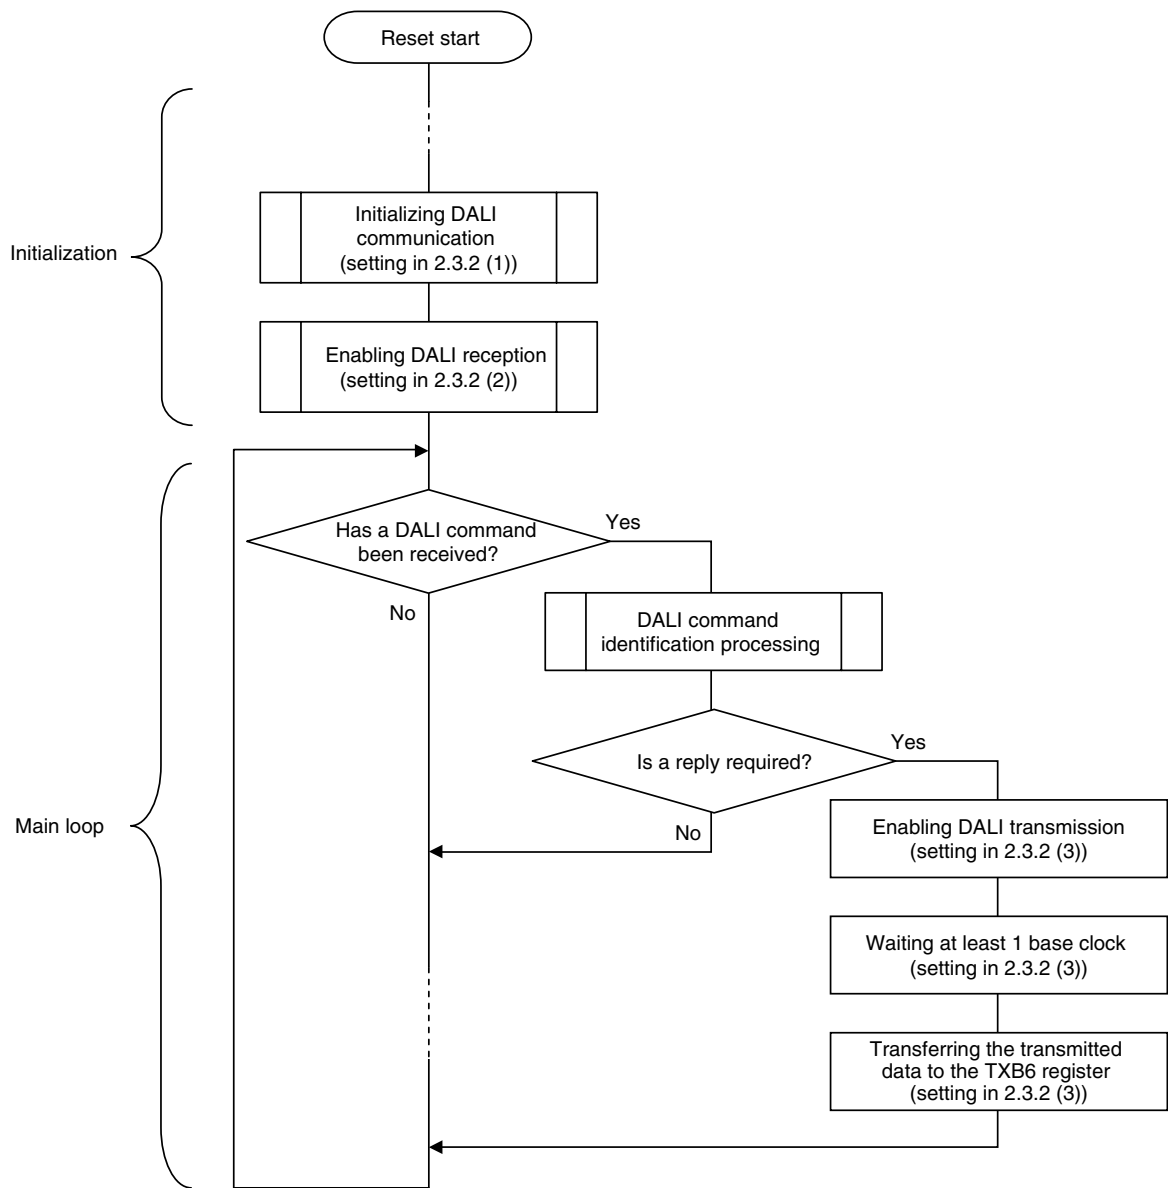 Reset start
Initialization
Initializing DALI
communication
(setting in 2.3.2 (1))
Enabling DALI reception
(setting in 2.3.2 (2))
Main loop
Has a DALI command
been received?
Yes
No
DALI command
identification processing
Is a reply required?
Yes
No
Enabling DALI transmission
(setting in 2.3.2 (3))
Waiting at least 1 base clock
(setting in 2.3.2 (3))
Transferring the transmitted
data to the TXB6 register
(setting in 2.3.2 (3))